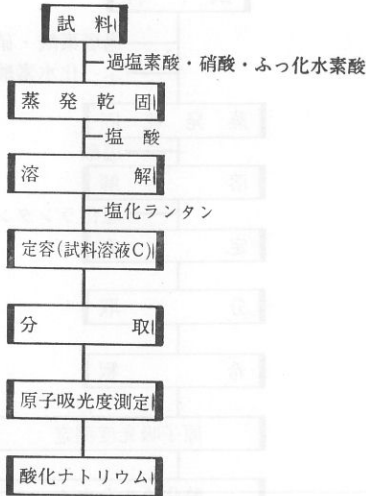 試料
過塩素酸・硝酸・ふっ化水素酸
蒸発乾固
塩酸
溶解
塩化ランタン
定容(試料溶液C)
分取
原子吸光度測定
酸化ナトリウム